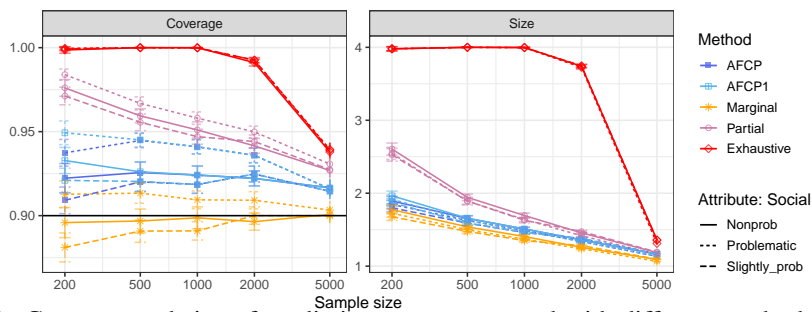 Coverage
Size
1.00
0.95
0.90
4
3
2
1
200 500 1000 2000 5000
200 500 1000 2000 5000
Sample size
Method
AFCP
AFCP1
Marginal
Partial
Exhaustive
Attribute: Social
Nonprob
Problematic
Slightly_prob